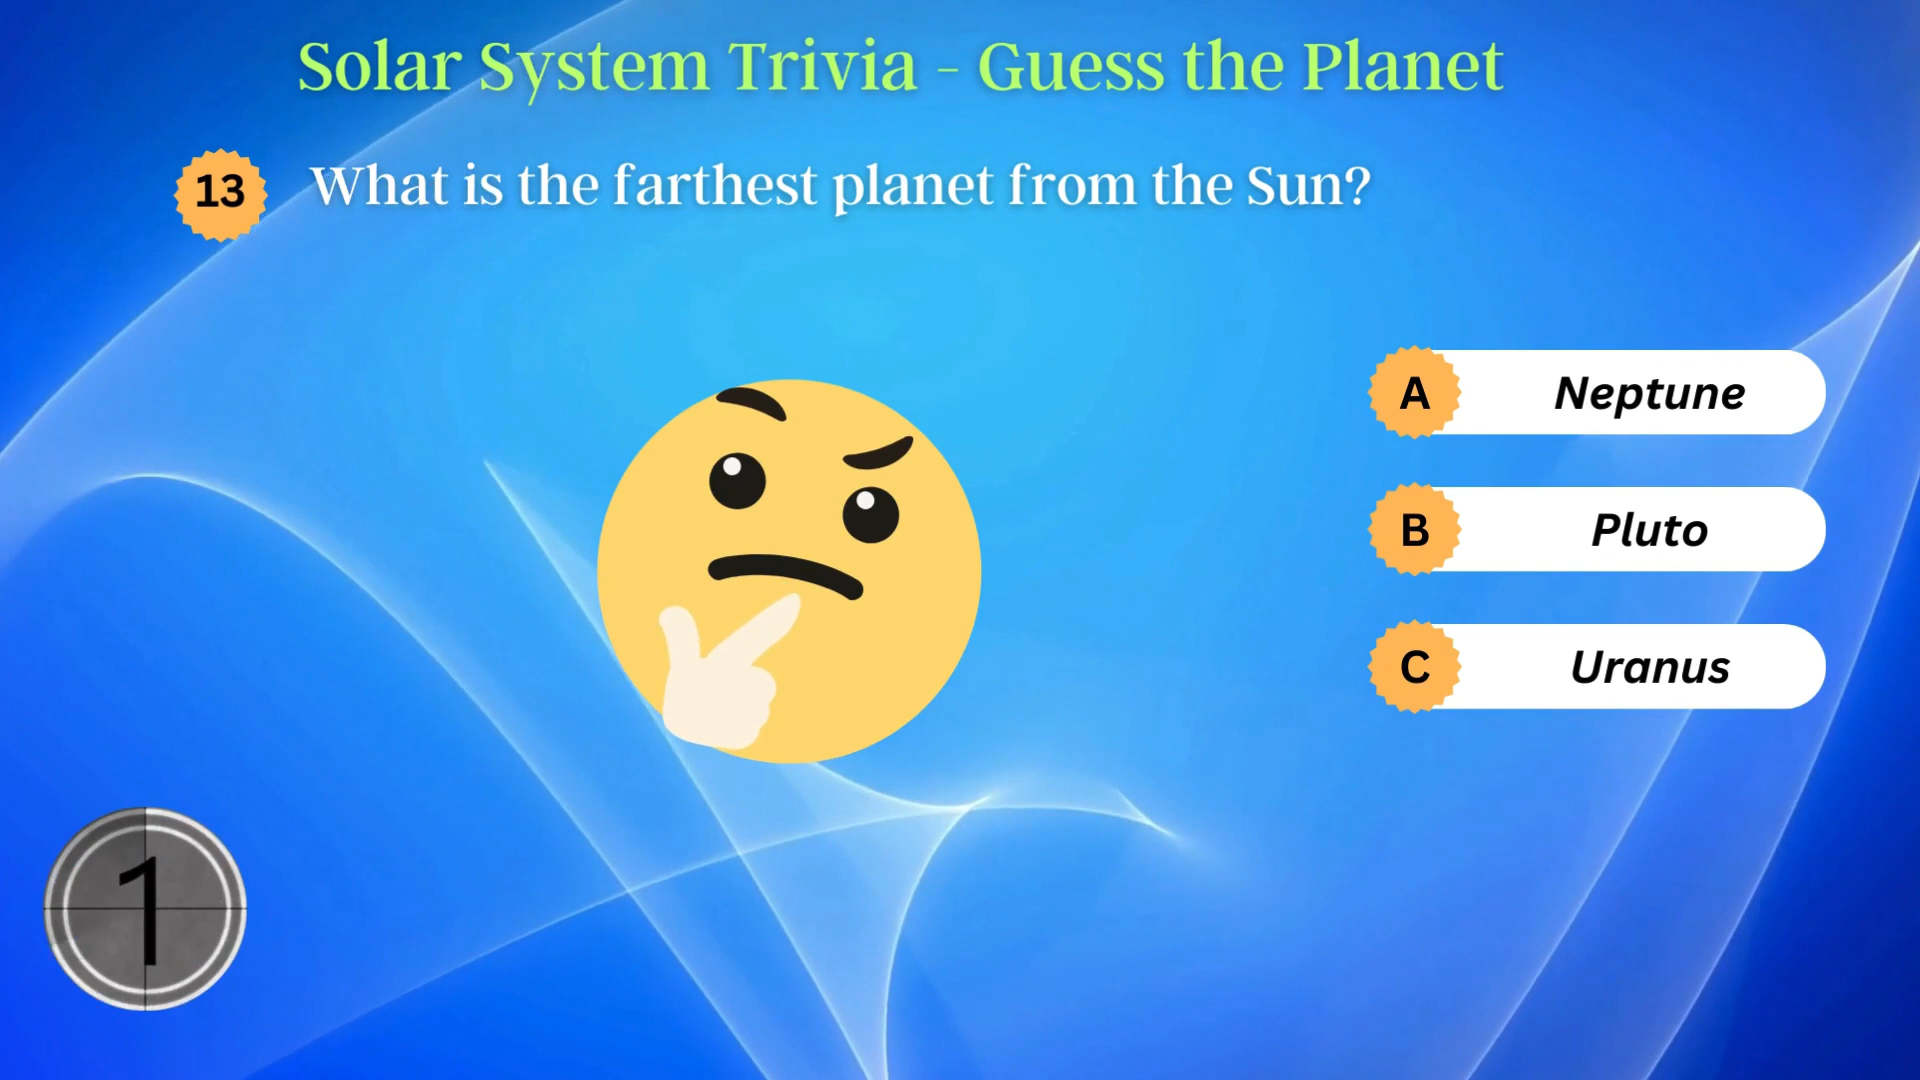 Solar System Trivia - Guess the Planet
13
What is the farthest planet from the Sun?
A
Neptune
B
Pluto
C
Uranus
1